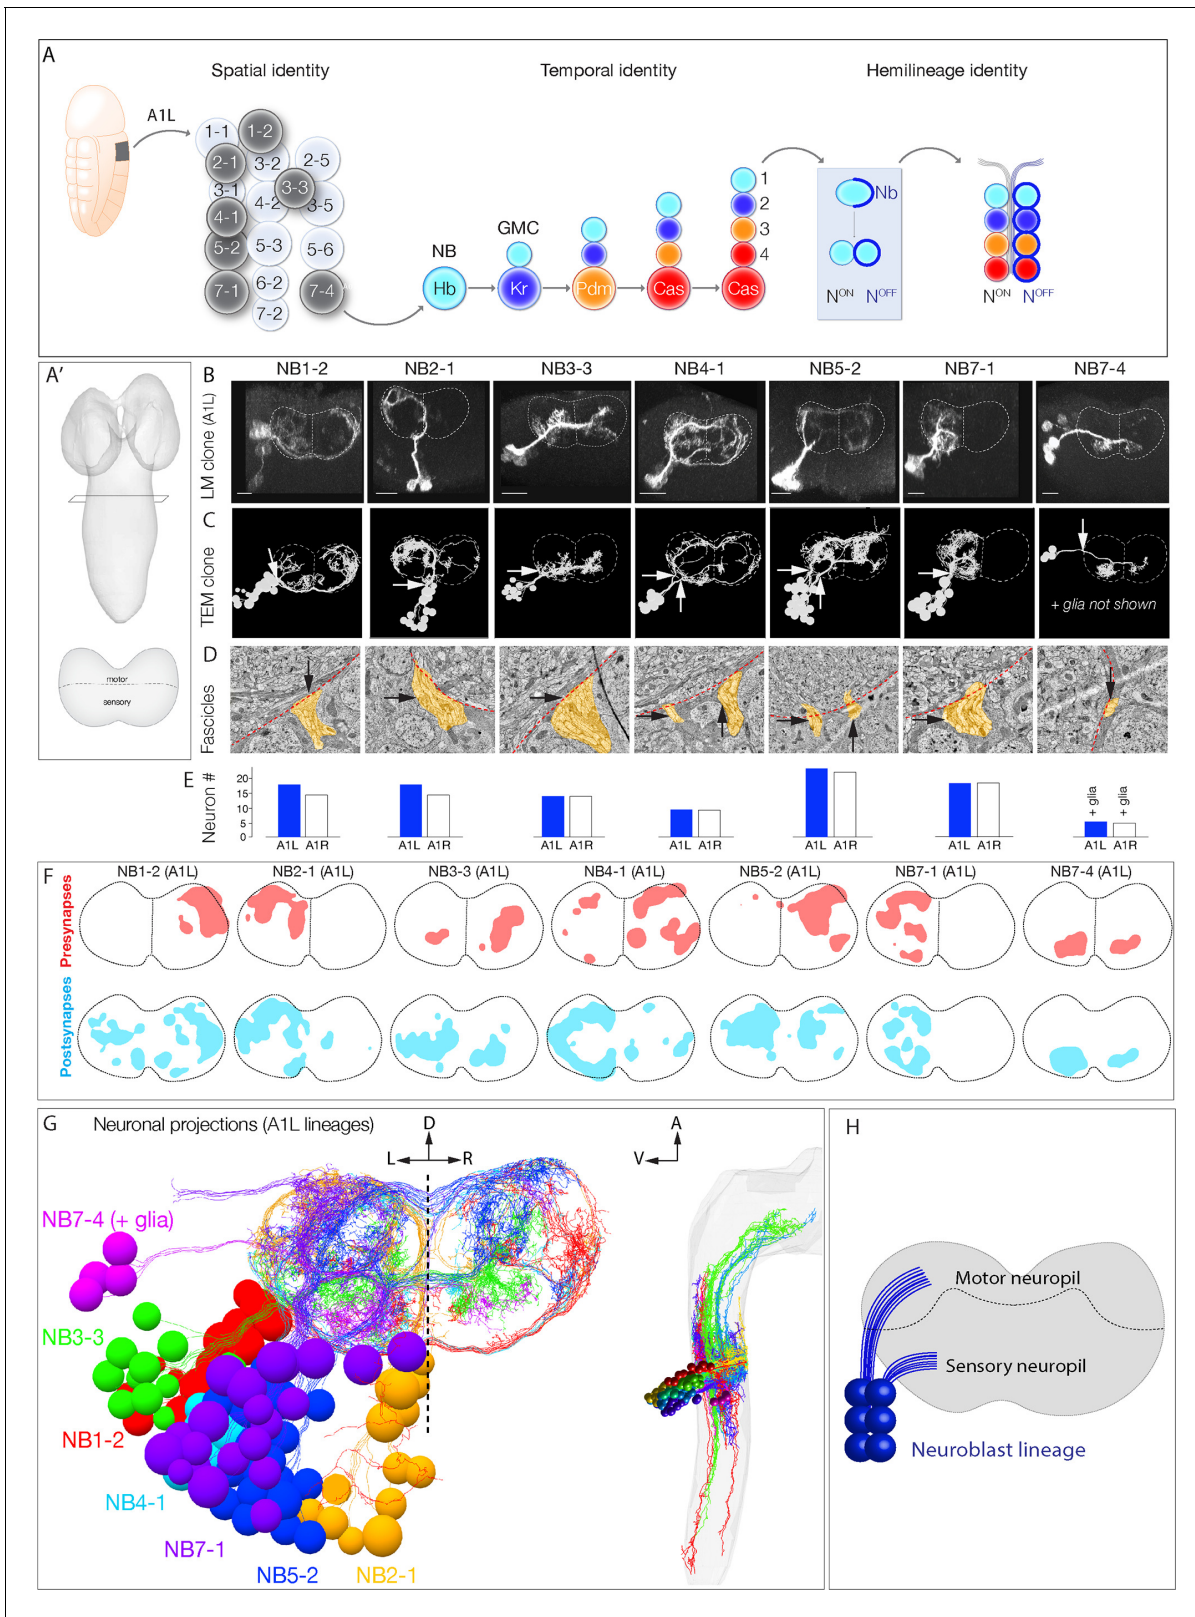 A
Spatial identity
Temporal identity
Hemilineage identity
A1L
1-1
1-2
2-1
3-2
2-5
3-1
3-3
4-2
3-5
4-1
5-2
5-3
5-6
7-1
6-2
7-4
7-2
NB
GMC
Hb
Kr
Pdm
Cas
Cas
1
2
3
4
Nb
NON NOFF
NON NOFF
A'
motor
sensory
B
NB1-2 NB2-1 NB3-3 NB4-1 NB5-2 NB7-1 NB7-4
LM clone (A1L)
C
TEM clone
+ glia not shown
D
Fascicles
E
Neuron #
20
15
10
5
0
+ glia + glia
A1L A1R A1L A1R A1L A1R A1L A1R A1L A1R A1L A1R A1L A1R
F
NB1-2 (A1L) NB2-1 (A1L) NB3-3 (A1L) NB4-1 (A1L) NB5-2 (A1L) NB7-1 (A1L) NB7-4 (A1L)
Presynapses
Postsynapses
G
Neuronal projections (A1L lineages)
D
L R
A
V
NB7-4 (+ glia)
NB3-3
NB1-2
NB4-1
NB7-1
NB5-2
NB2-1
H
Motor neuropil
Sensory neuropil
Neuroblast lineage